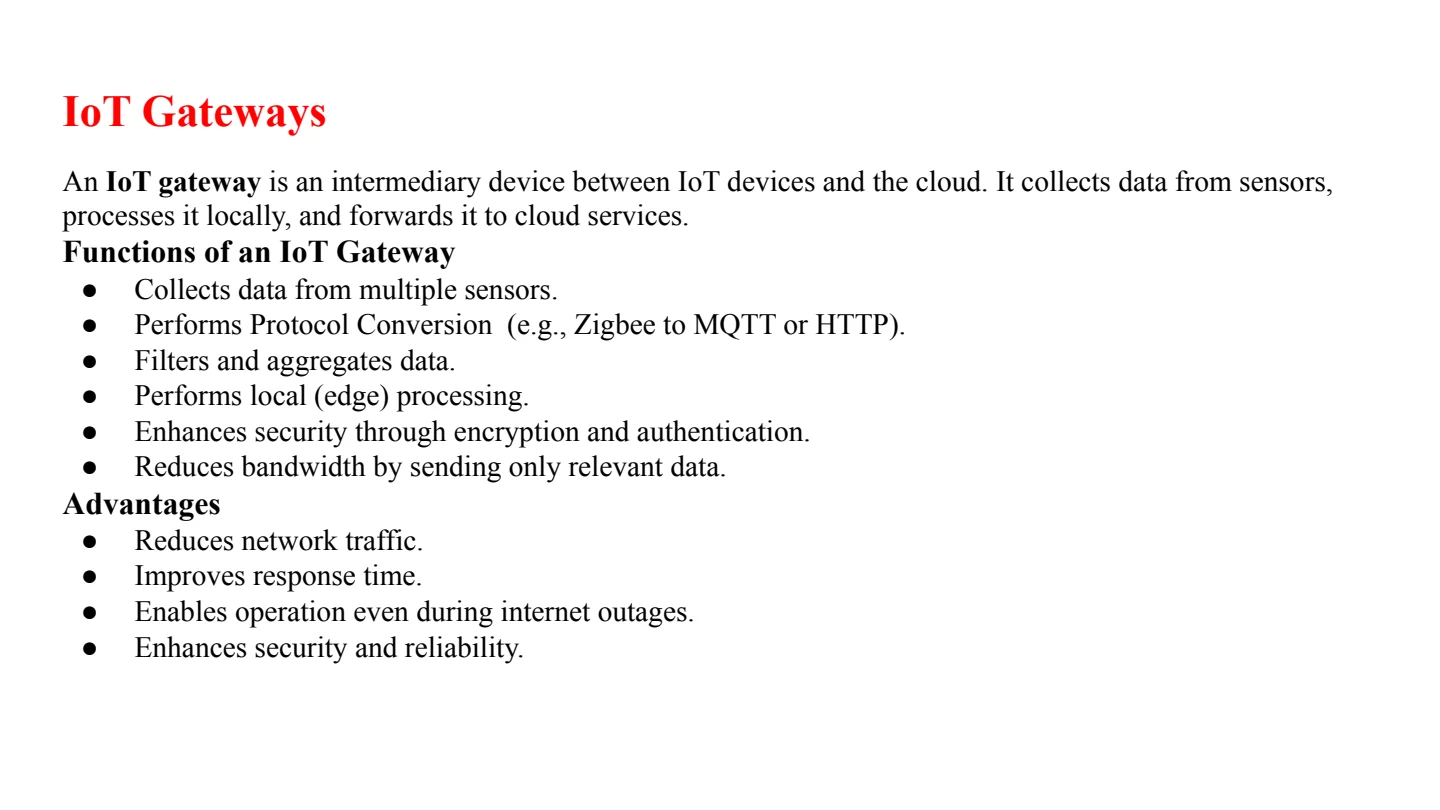 IoT Gateways
An IoT gateway is an intermediary device between IoT devices and the cloud. It collects data from sensors,
processes it locally, and forwards it to cloud services.
Functions of an IoT Gateway
● Collects data from multiple sensors.
● Performs Protocol Conversion  (e.g., Zigbee to MQTT or HTTP).
● Filters and aggregates data.
● Performs local (edge) processing.
● Enhances security through encryption and authentication.
● Reduces bandwidth by sending only relevant data.
Advantages
● Reduces network traffic.
● Improves response time.
● Enables operation even during internet outages.
● Enhances security and reliability.